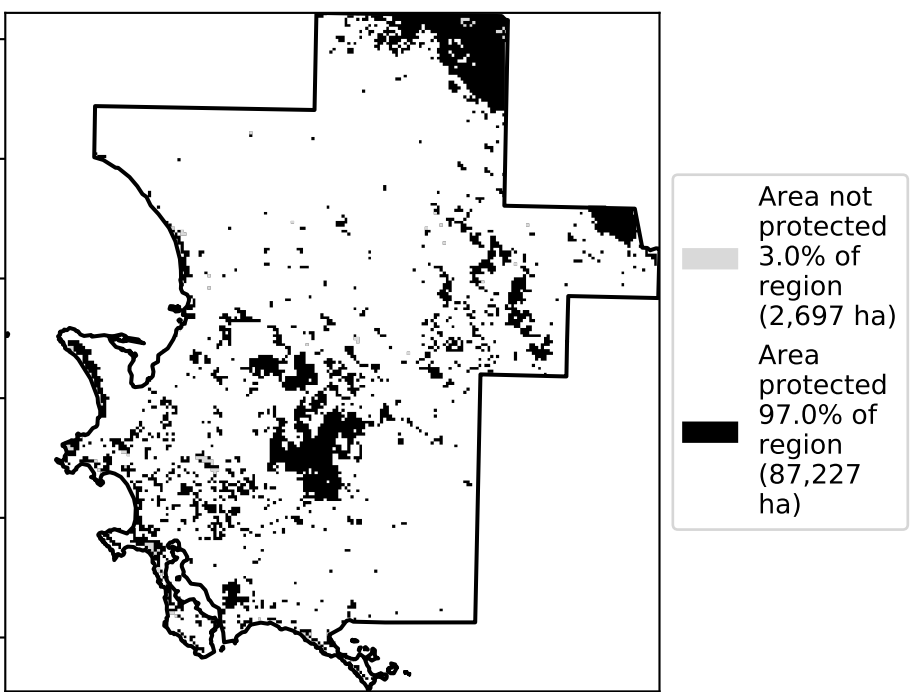 Area not
protected
3.0% of
region
(2,697 ha)
Area
protected
97.0% of
region
(87,227
ha)